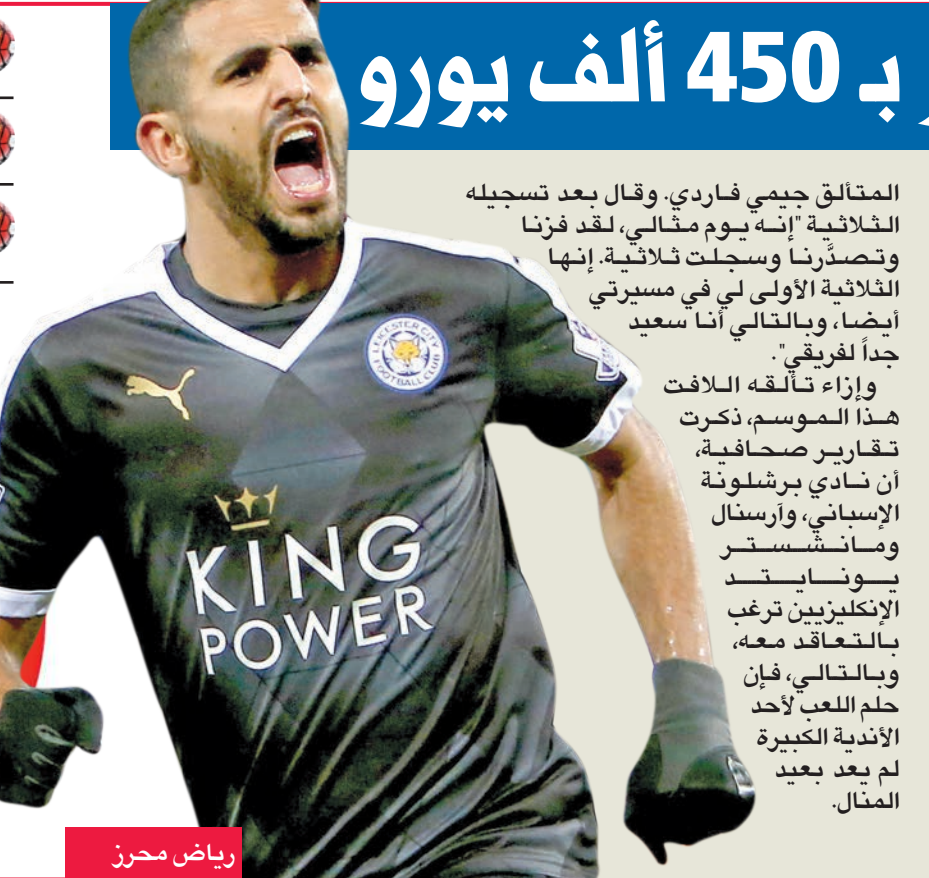 بـ 450 ألف يورو
المتألق جيمي فاردي. وقال بعد تسجيله
الثلاثية "إنه يوم مثالي، لقد فزنا
وتصدَّرنا وسجلت ثلاثية. إنها
الثلاثية الأولى لي في مسيرتي
أيضا، وبالتالي أنا سعيد
جداً لفريقي".
وإزاء تألقه اللافت
هذا الموسم، ذكرت
تقارير صحافية،
أن نادي برشلونة
الإسباني، وآرسنال
ومانشستر
يونايتد
الإنكليزيين ترغب
بالتعاقد معه،
وبالتالي، فإن
حلم اللعب لأحد
الأندية الكبيرة
لم يعد بعيد
المنال.
LEICESTER CITY
FOOTBALL CLUB
KING
POWER
رياض محرز